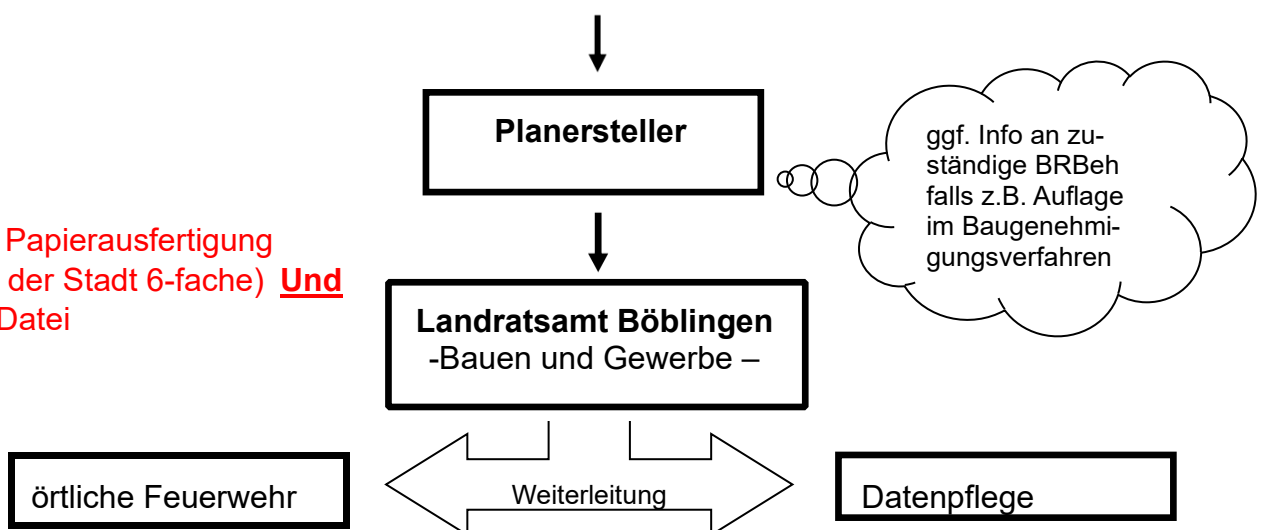 Planersteller
ggf. Info an zu-
ständige BRBeh
falls z.B. Auflage
im Baugenehmi-
gungsverfahren
Papierausfertigung
der Stadt 6-fache) Und
Datei
Landratsamt Böblingen
-Bauen und Gewerbe –
örtliche Feuerwehr
Weiterleitung
Datenpflege